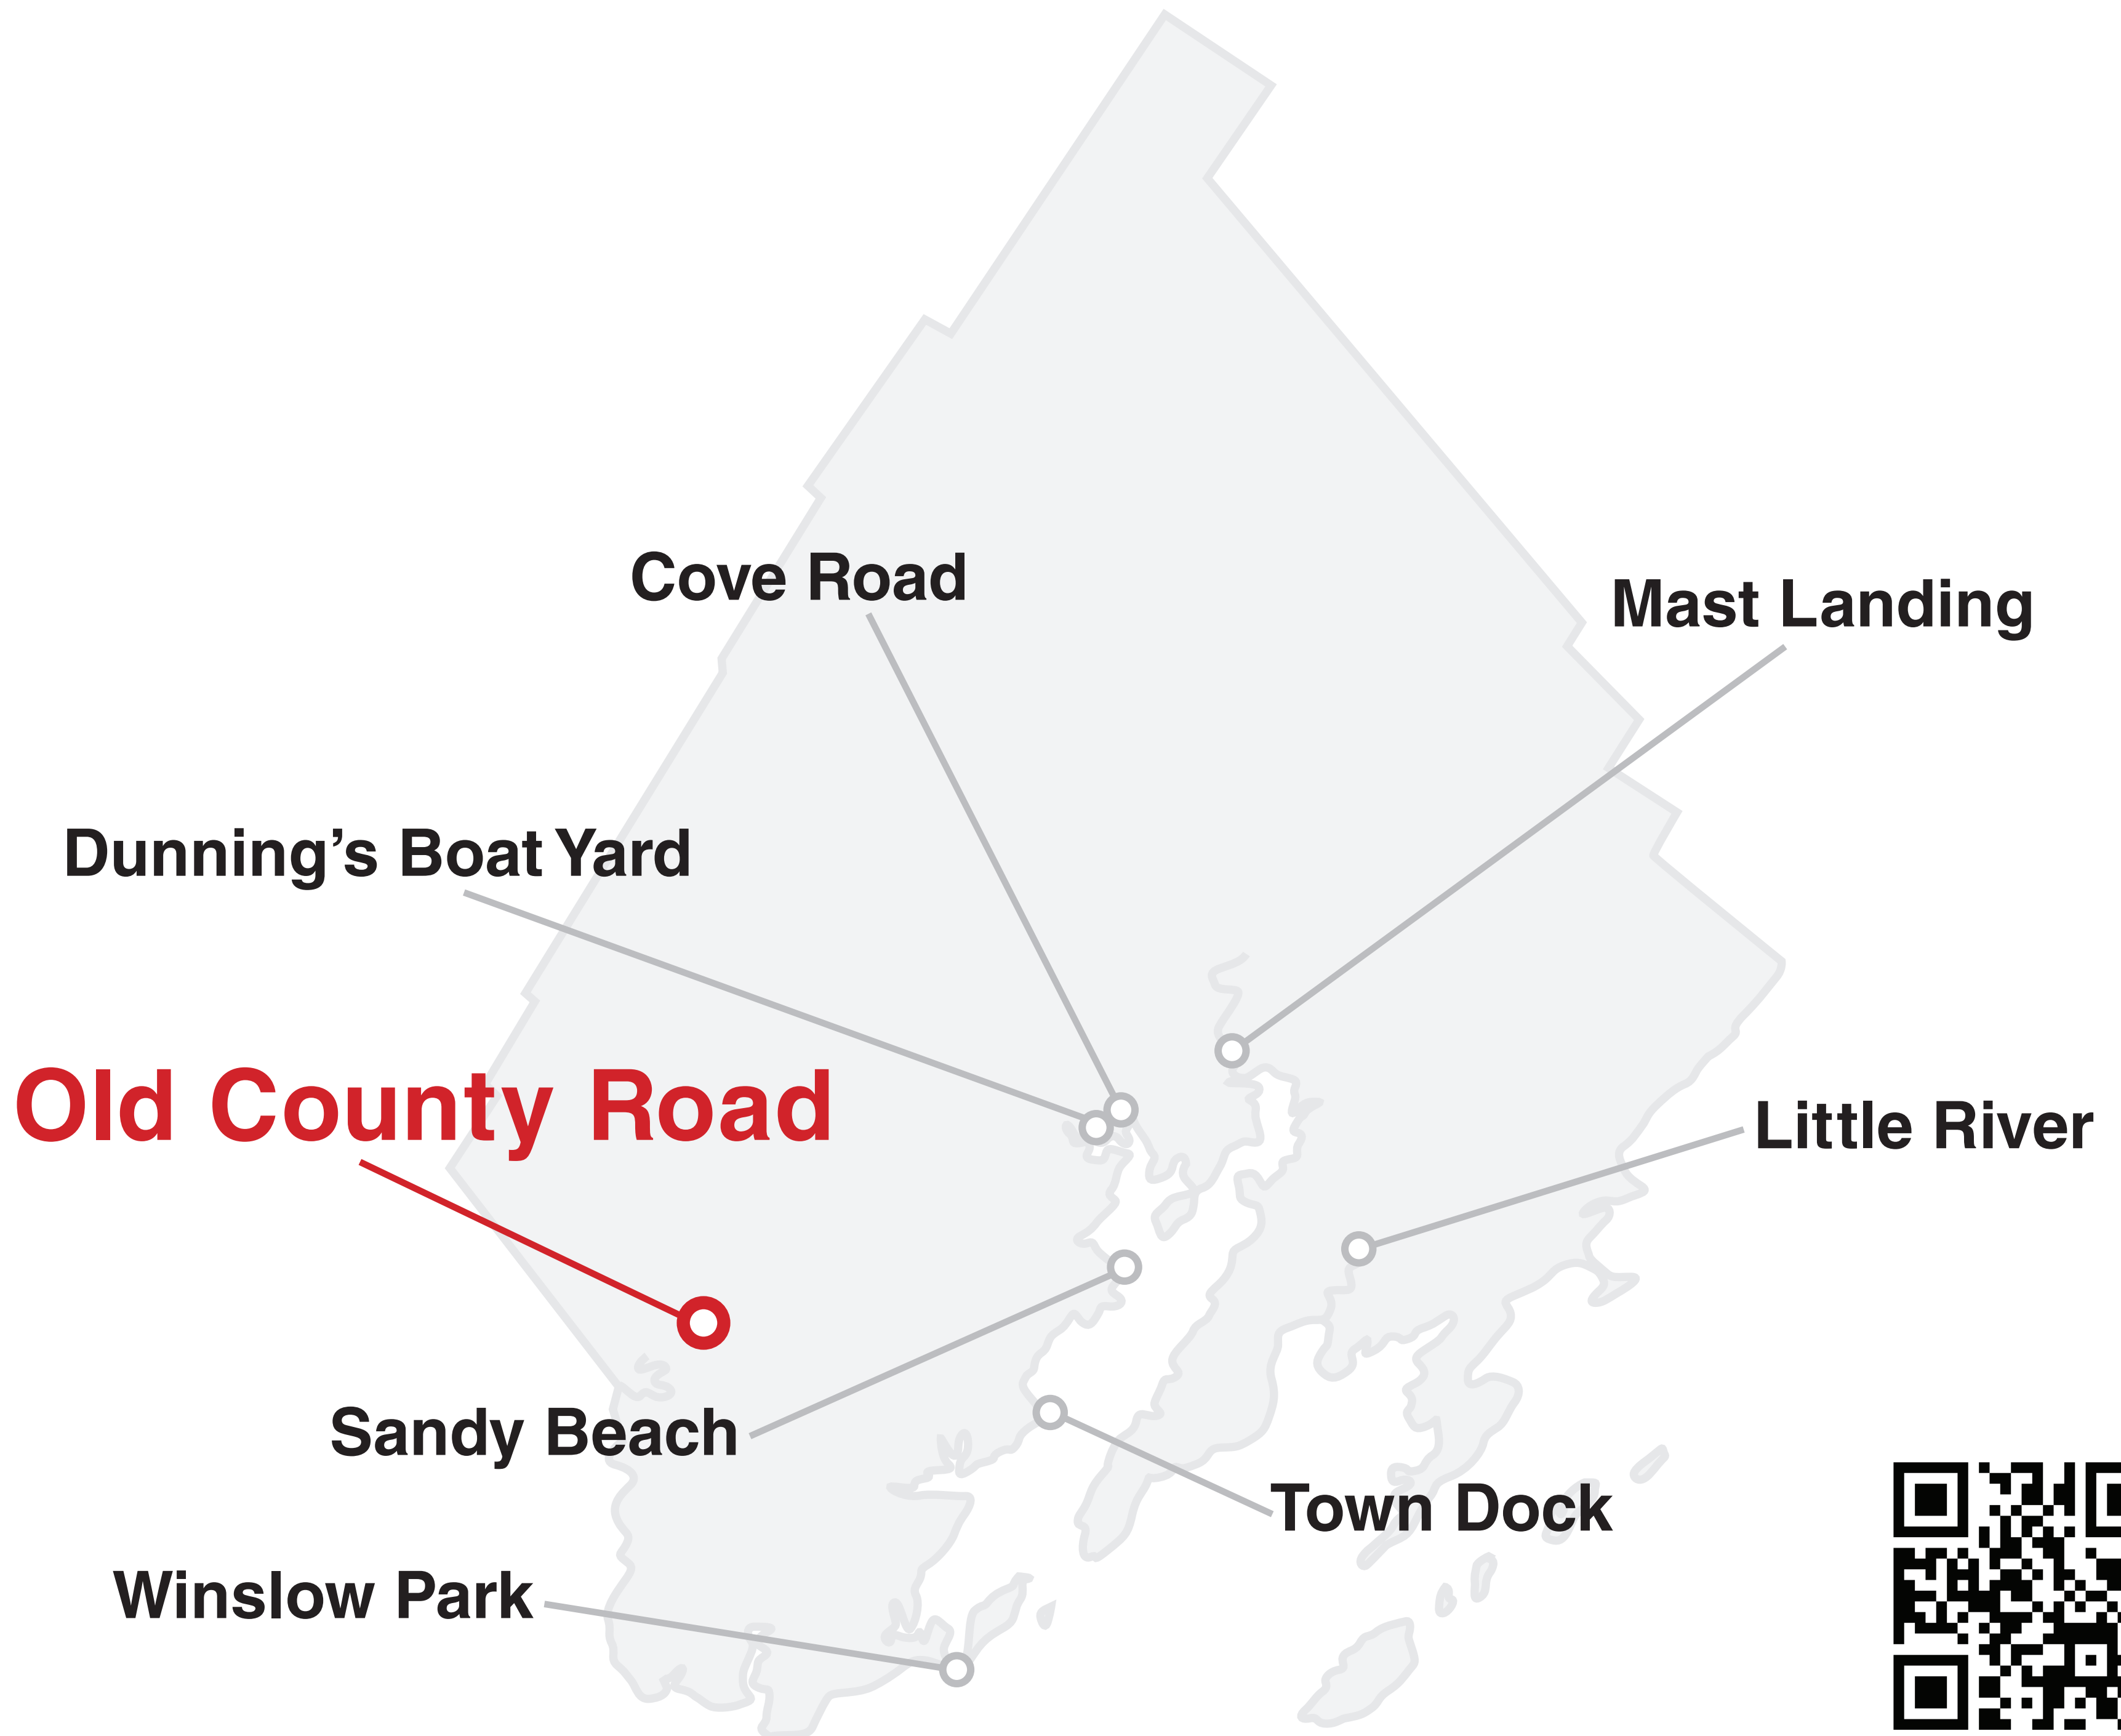 Cove Road
Mast Landing
Dunning’s Boat Yard
Old County Road
Little River
Sandy Beach
Town Dock
Winslow Park